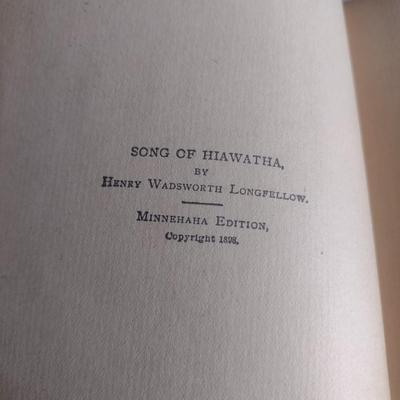 SONG OF HIAWATHA,
BY
HENRY WADSWORTH LONGFELLOW.
MINNEHAHA EDITION,
Copyright 1898.